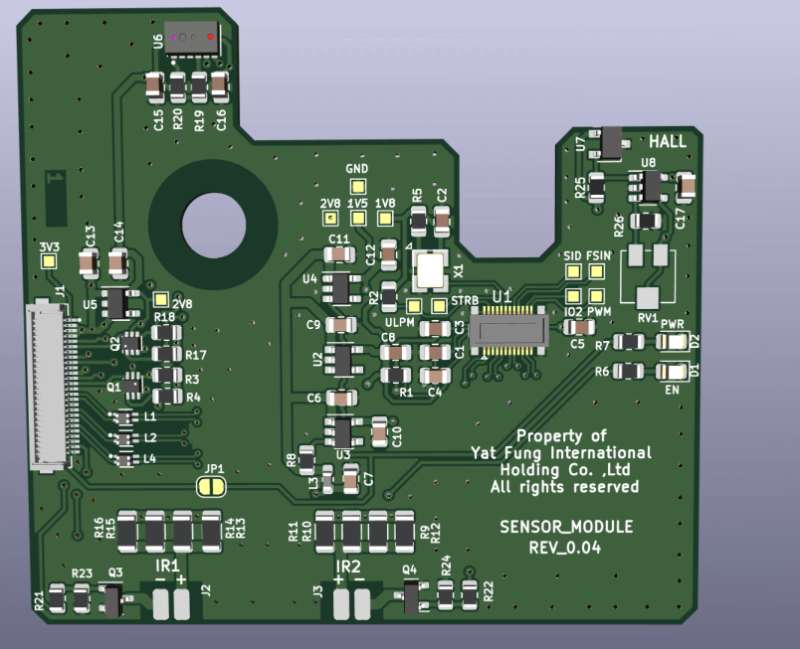 U6
C15
R20
R19
C16
U7
HALL
U8
R25
C17
R26
1
GND
2V8
1V5
1V8
R5
C2
3V3
C13
C14
C11
C12
X1
SID
FSIN
J1
U5
2V8
R18
U4
R2
ULPM
STRB
U1
IO2
PWM
RV1
C9
C3
C5
PWR
Q2
R17
U2
C8
C1
R7
D2
Q1
R3
R4
R1
C4
R6
D1
EN
L1
C6
L2
C10
L4
U3
R8
L3
C7
JP1
Property of
Yat Fung International
Holding Co. ,Ltd
All rights reserved
SENSOR_MODULE
REV_0.04
R16
R15
R14
R13
R11
R10
R9
R12
IR1
IR2
+
-
+
-
R21
R23
Q3
J2
J3
Q4
R24
R22